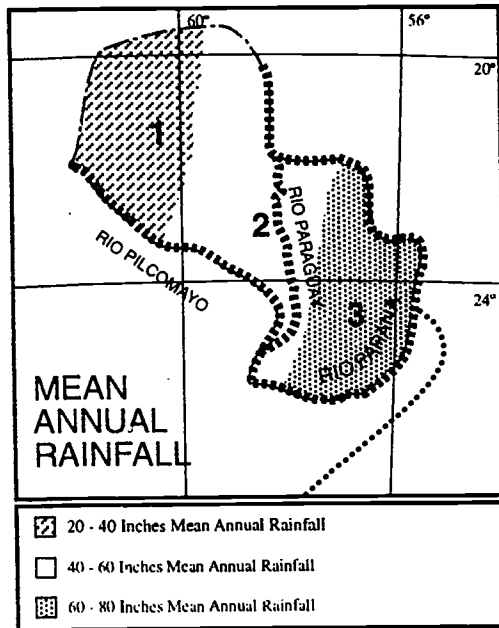 60°
56°
20°
1
2
RIO PARAGUAY
RIO PILCOMAYO
24°
3
RIO PARANA
MEAN
ANNUAL
RAINFALL
20 - 40 Inches Mean Annual Rainfall
40 - 60 Inches Mean Annual Rainfall
60 - 80 Inches Mean Annual Rainfall